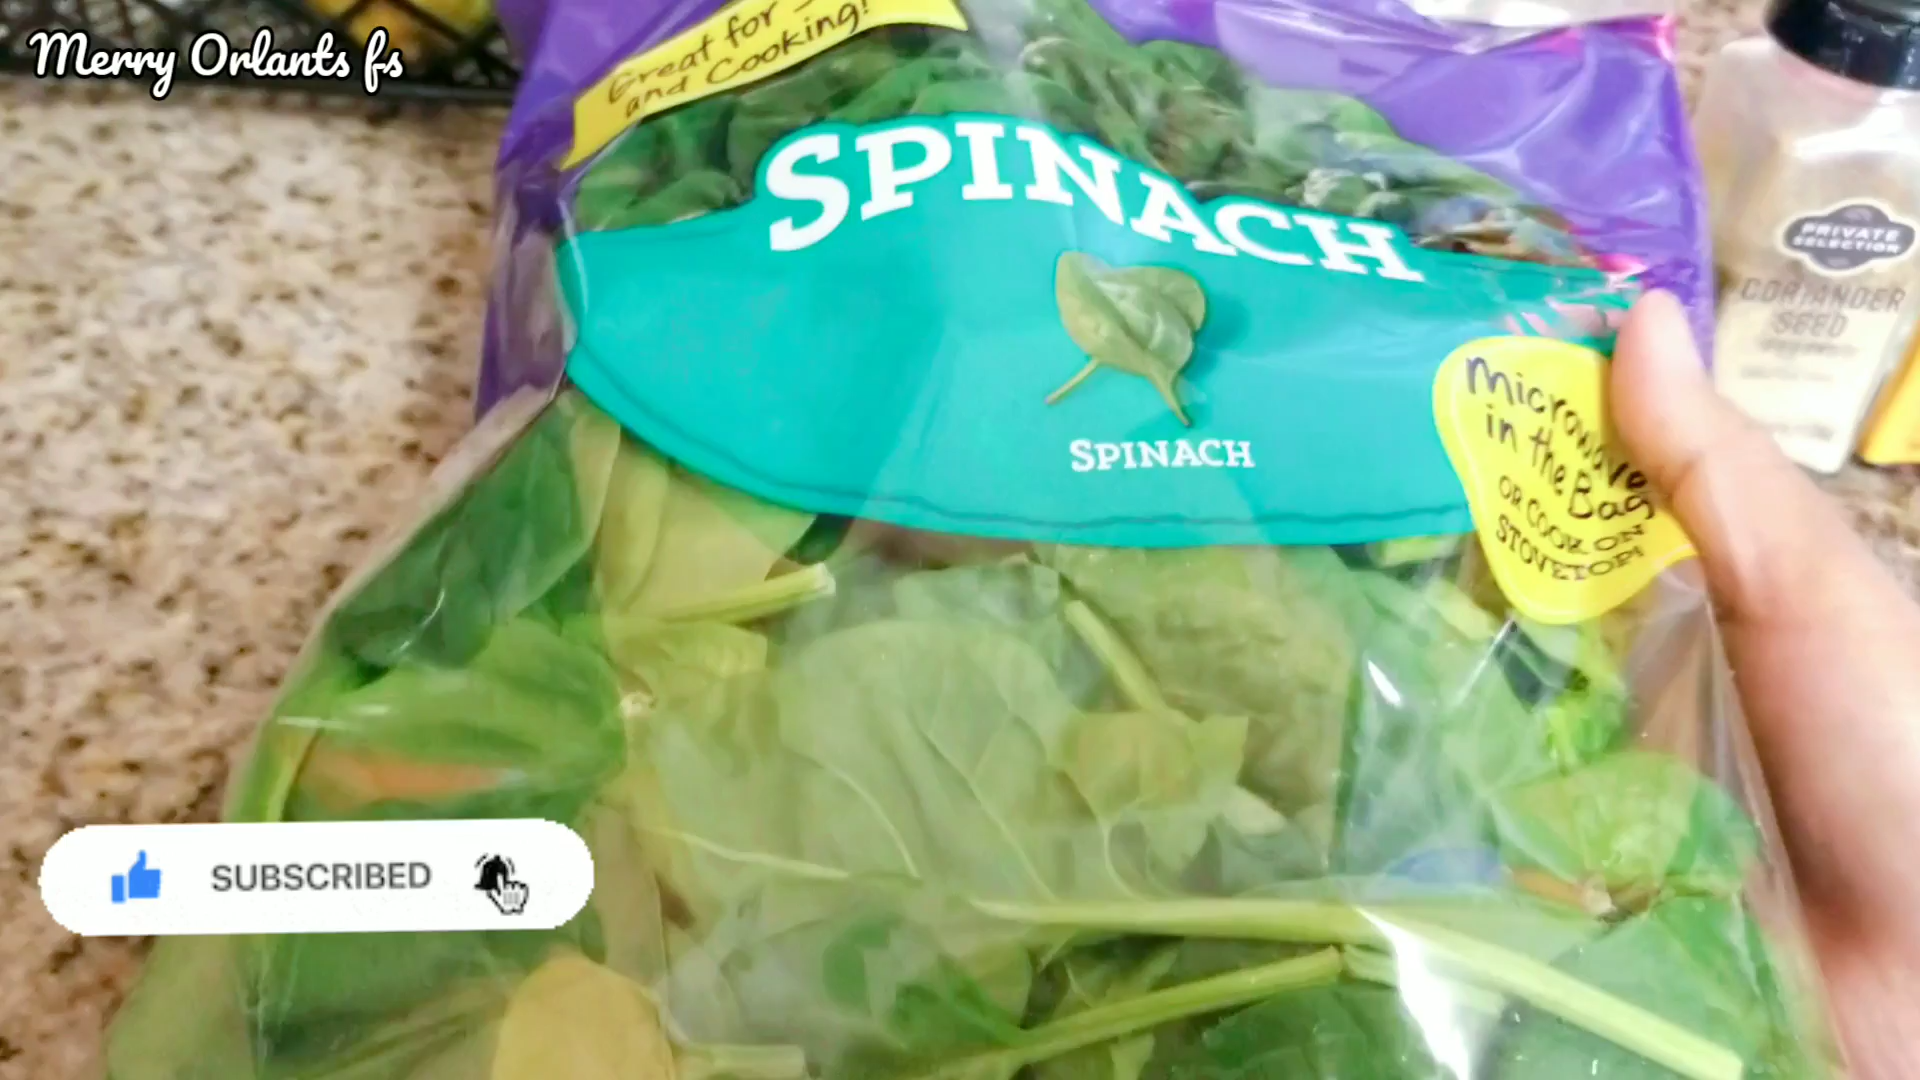 Merry Orlants fs
Great for
and Cooking!
SPINACH
SPINACH
Microwave
in the Bag
OR COOK ON
STOVETOP!
PRIVATE
SELECTION
CORIANDER
SEED
SUBSCRIBED